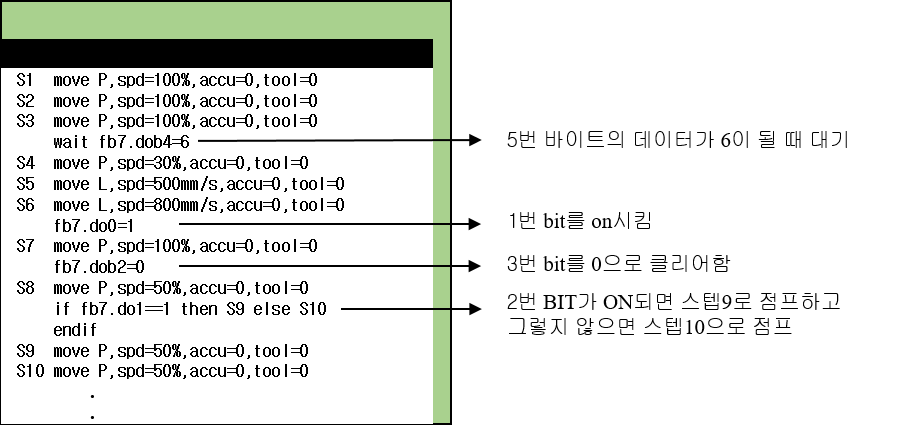 S1 move P,spd=100%,accu=0,tool=0
S2 move P,spd=100%,accu=0,tool=0
S3 move P,spd=100%,accu=0,tool=0
wait fb7.dob4=6
5번 바이트의 데이터가 6이 될 때 대기
S4 move P,spd=30%,accu=0,tool=0
S5 move L,spd=500mm/s,accu=0,tool=0
S6 move L,spd=800mm/s,accu=0,tool=0
fb7.do0=1
1번 bit를 on시킴
S7 move P,spd=100%,accu=0,tool=0
fb7.dob2=0
3번 bit를 0으로 클리어함
S8 move P,spd=50%,accu=0,tool=0
if fb7.do1==1 then S9 else S10
2번 BIT가 ON되면 스텝9로 점프하고
그렇지 않으면 스텝10으로 점프
endif
S9 move P,spd=50%,accu=0,tool=0
S10 move P,spd=50%,accu=0,tool=0
.
.